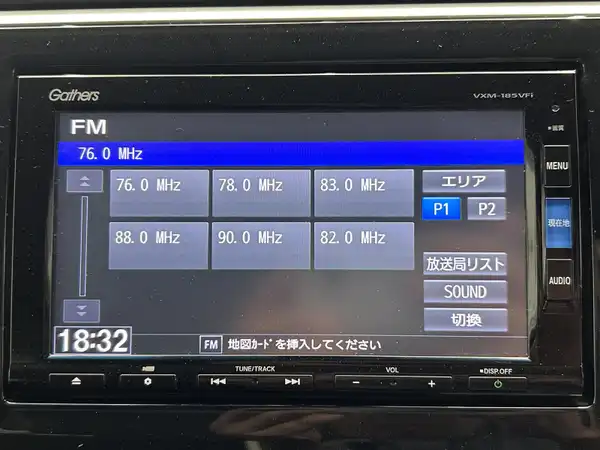 Gathers
VXM-185VFi
FM
76.0 MHz
画質
エリア
76.0 MHz 78.0 MHz 83.0 MHz
P1 P2
MENU
88.0 MHz 90.0 MHz 82.0 MHz
現在地
放送局リスト
SOUND
AUDIO
切換
18:32
FM 地図ｶｰﾄﾞを挿入してください
TUNE/TRACK
VOL
DISP.OFF